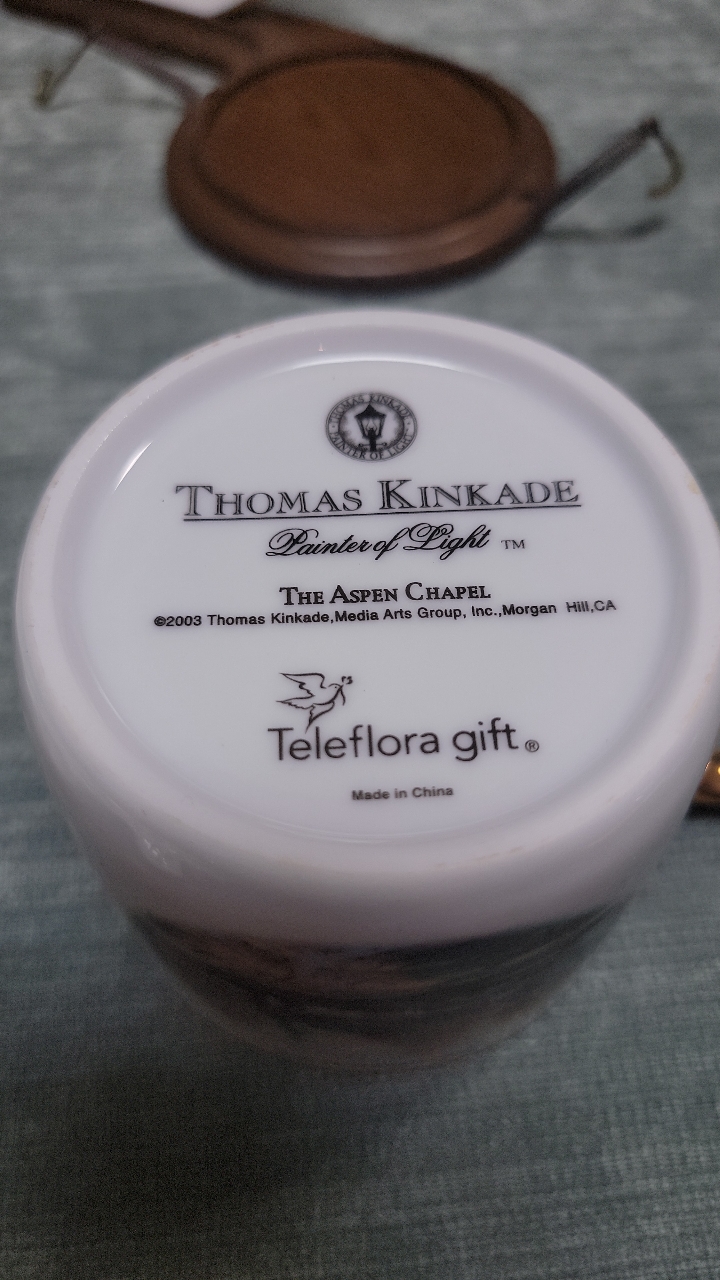 THOMAS KINKADE
PAINTER OF LIGHT
THOMAS KINKADE
Painter of Light ™
THE ASPEN CHAPEL
©2003 Thomas Kinkade,Media Arts Group, Inc.,Morgan Hill,CA
Teleflora gift®
Made in China